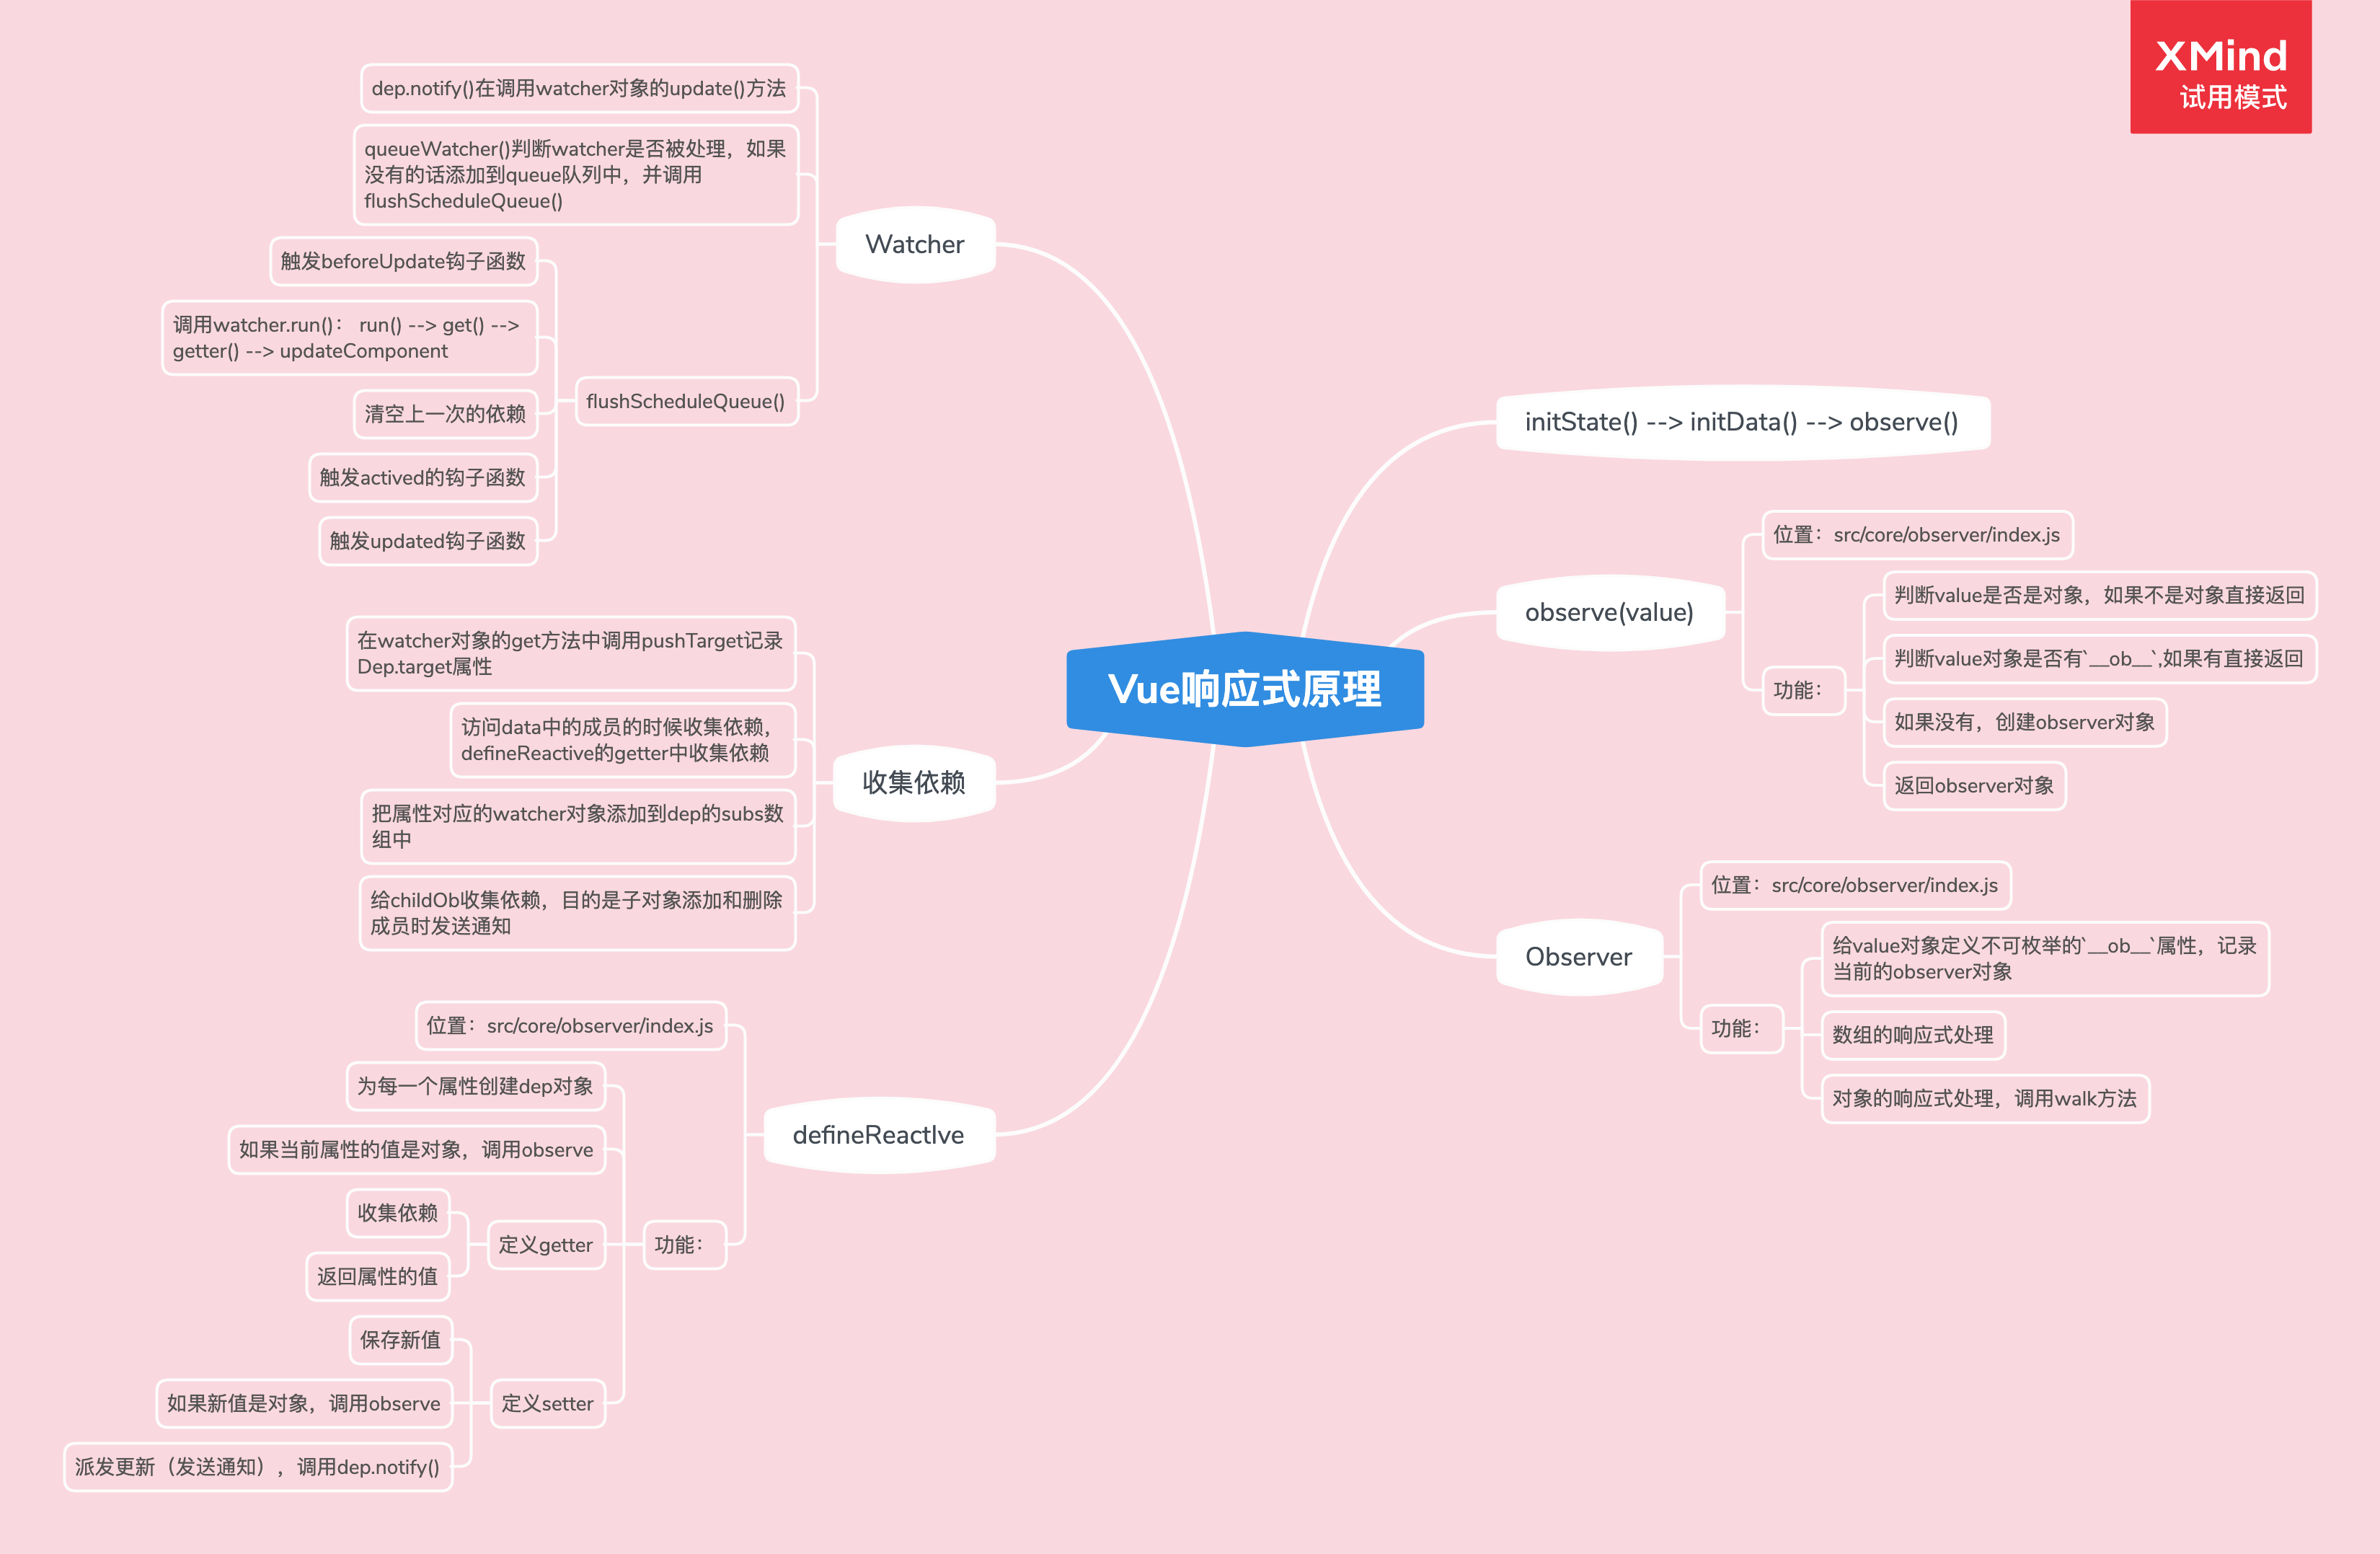 XMind
试用模式
Vue响应式原理
initState() --> initData() --> observe()
observe(value)
位置：src/core/observer/index.js
功能：
判断value是否是对象，如果不是对象直接返回
判断value对象是否有`__ob__`,如果有直接返回
如果没有，创建observer对象
返回observer对象
Observer
位置：src/core/observer/index.js
功能：
给value对象定义不可枚举的`__ob__`属性，记录
当前的observer对象
数组的响应式处理
对象的响应式处理，调用walk方法
Watcher
dep.notify()在调用watcher对象的update()方法
queueWatcher()判断watcher是否被处理，如果
没有的话添加到queue队列中，并调用
flushScheduleQueue()
flushScheduleQueue()
触发beforeUpdate钩子函数
调用watcher.run()： run() --> get() -->
getter() --> updateComponent
清空上一次的依赖
触发actived的钩子函数
触发updated钩子函数
收集依赖
在watcher对象的get方法中调用pushTarget记录
Dep.target属性
访问data中的成员的时候收集依赖，
defineReactive的getter中收集依赖
把属性对应的watcher对象添加到dep的subs数
组中
给childOb收集依赖，目的是子对象添加和删除
成员时发送通知
defineReactIve
位置：src/core/observer/index.js
功能：
为每一个属性创建dep对象
如果当前属性的值是对象，调用observe
定义getter
收集依赖
返回属性的值
定义setter
保存新值
如果新值是对象，调用observe
派发更新（发送通知），调用dep.notify()